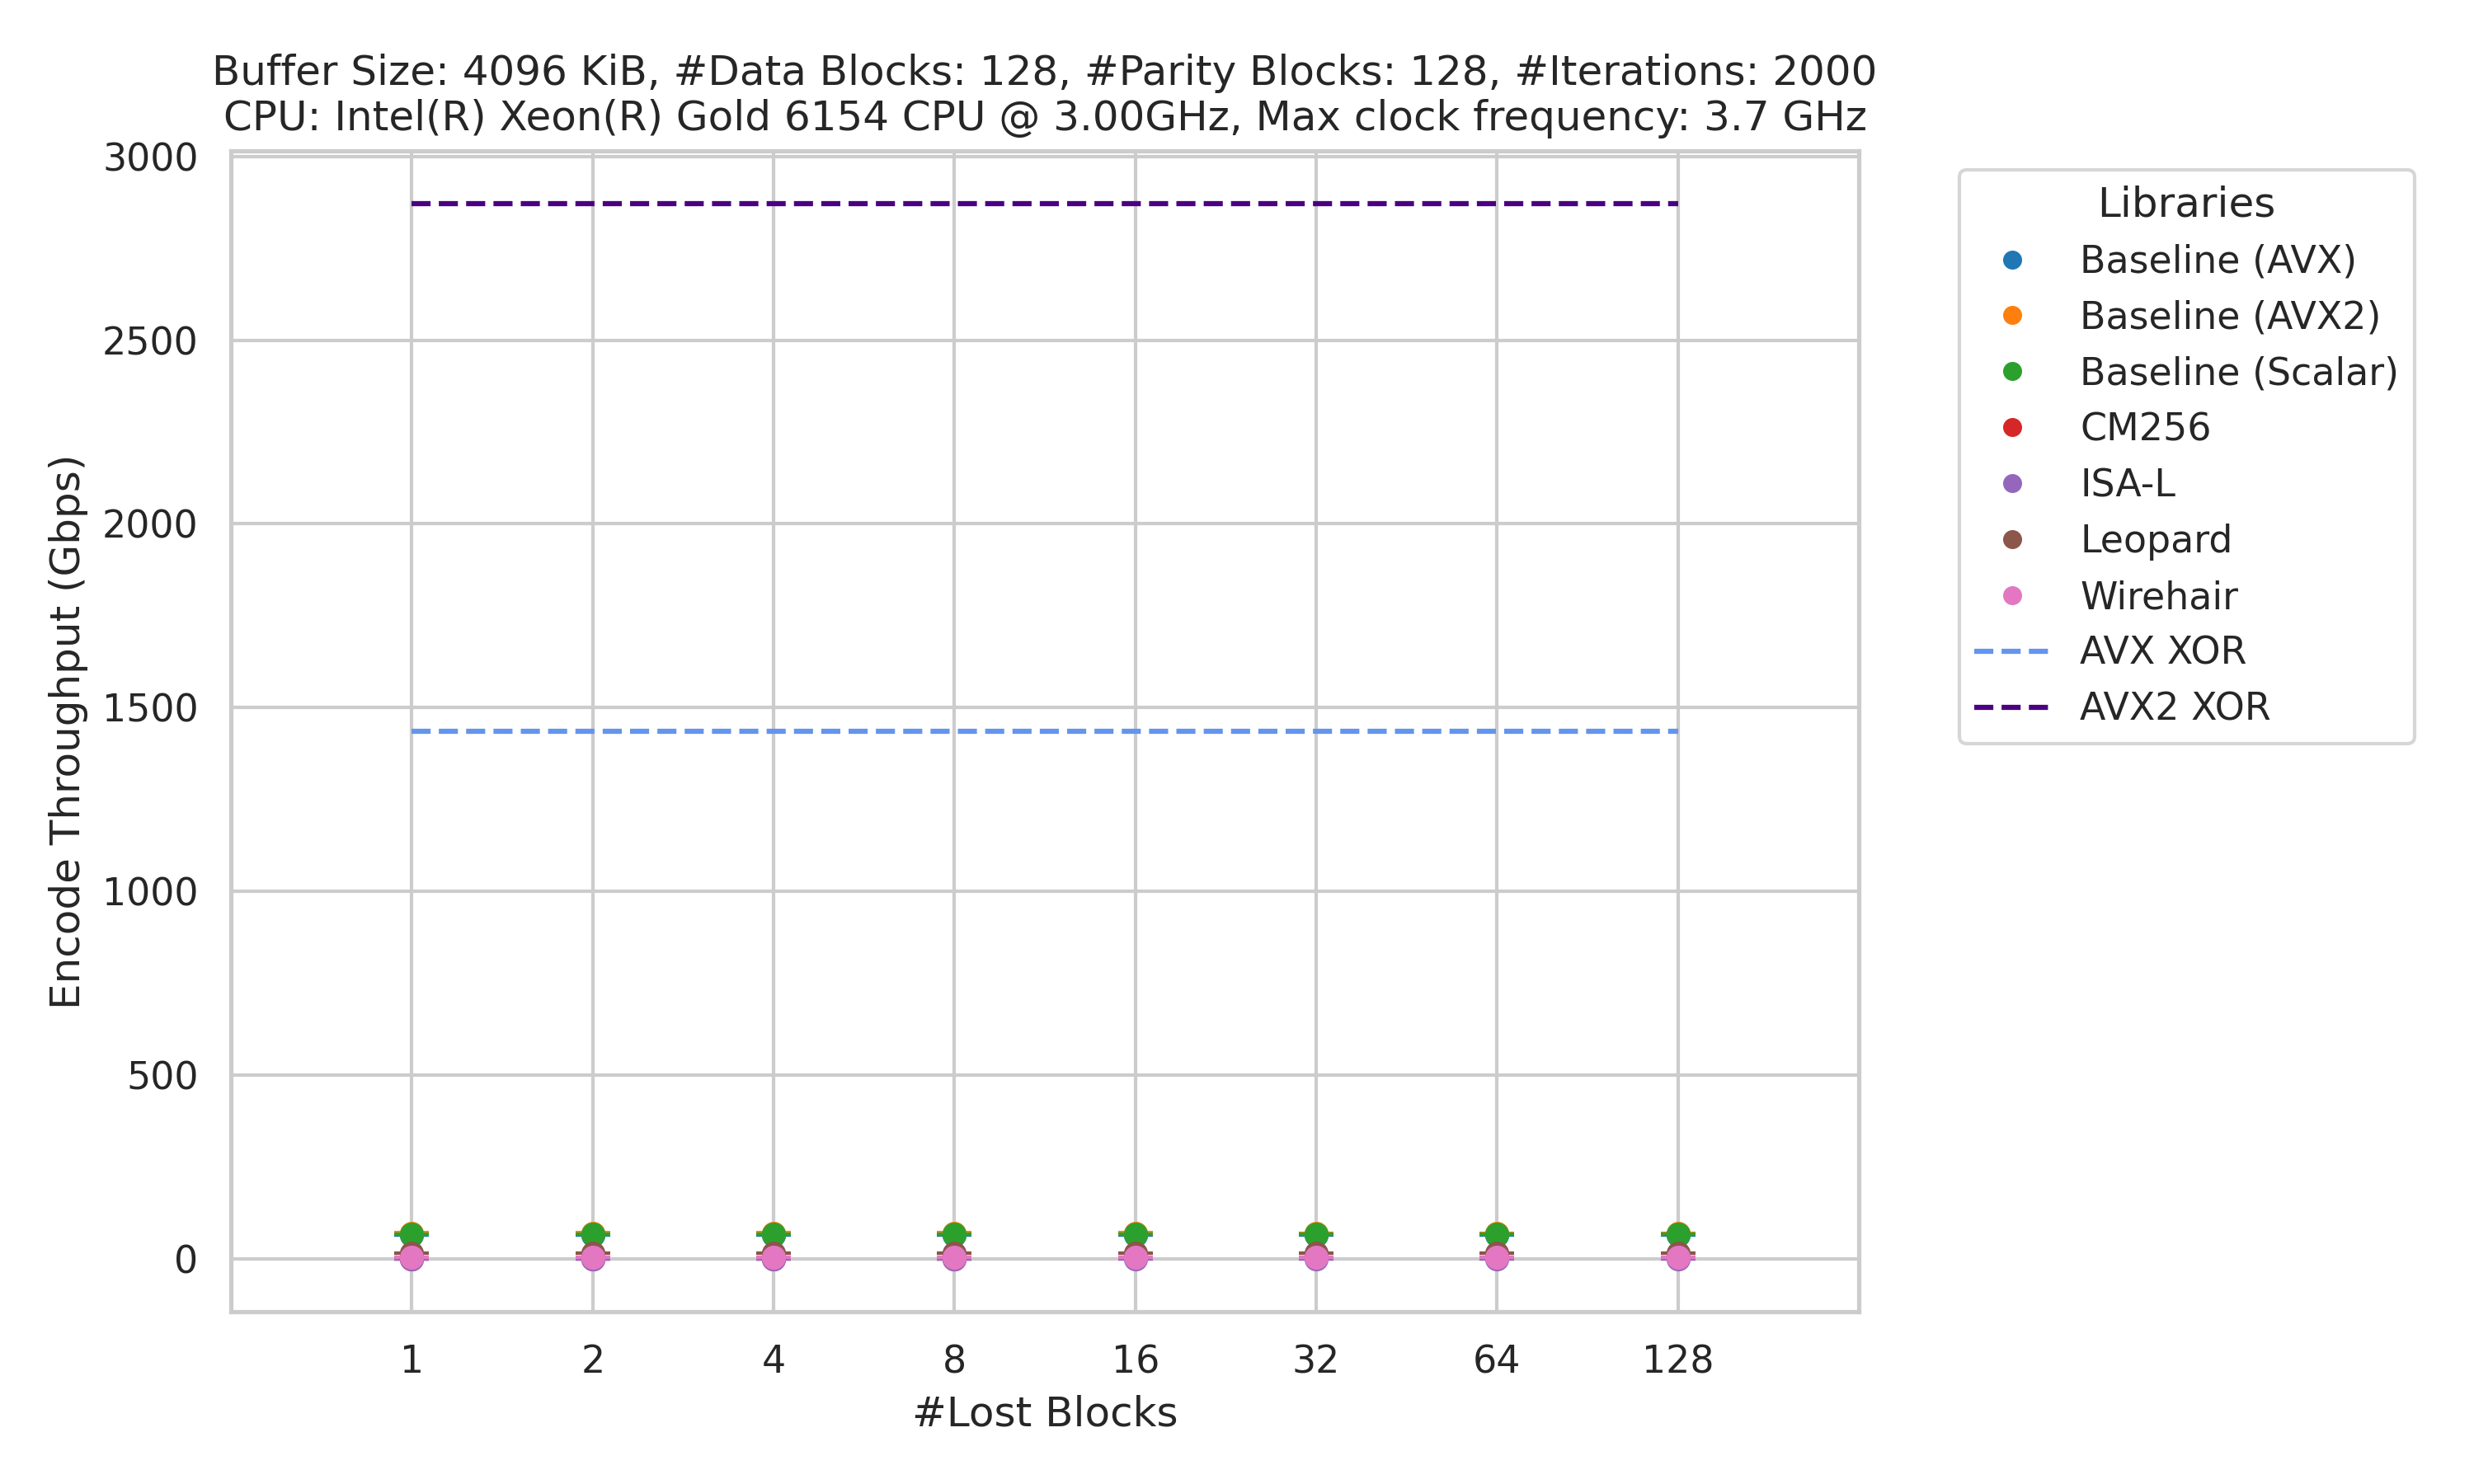 Buffer Size: 4096 KiB, #Data Blocks: 128, #Parity Blocks: 128, #Iterations: 2000
CPU: Intel(R) Xeon(R) Gold 6154 CPU @ 3.00GHz, Max clock frequency: 3.7 GHz
Encode Throughput (Gbps)
3000
2500
2000
1500
1000
500
0
1 2 4 8 16 32 64 128
#Lost Blocks
Libraries
Baseline (AVX)
Baseline (AVX2)
Baseline (Scalar)
CM256
ISA-L
Leopard
Wirehair
AVX XOR
AVX2 XOR